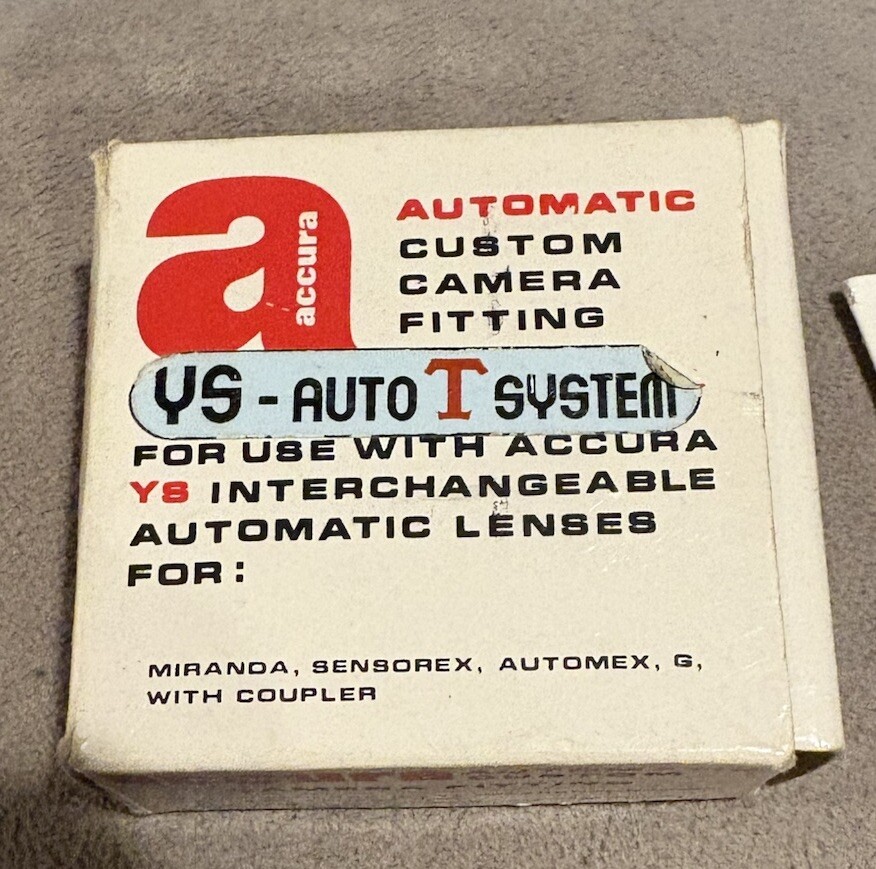 accura
AUTOMATIC
CUSTOM
CAMERA
FITTING
YS - AUTO T SYSTEM
FOR USE WITH ACCURA
YS INTERCHANGEABLE
AUTOMATIC LENSES
FOR:
MIRANDA, SENSOREX, AUTOMEX, G,
WITH COUPLER